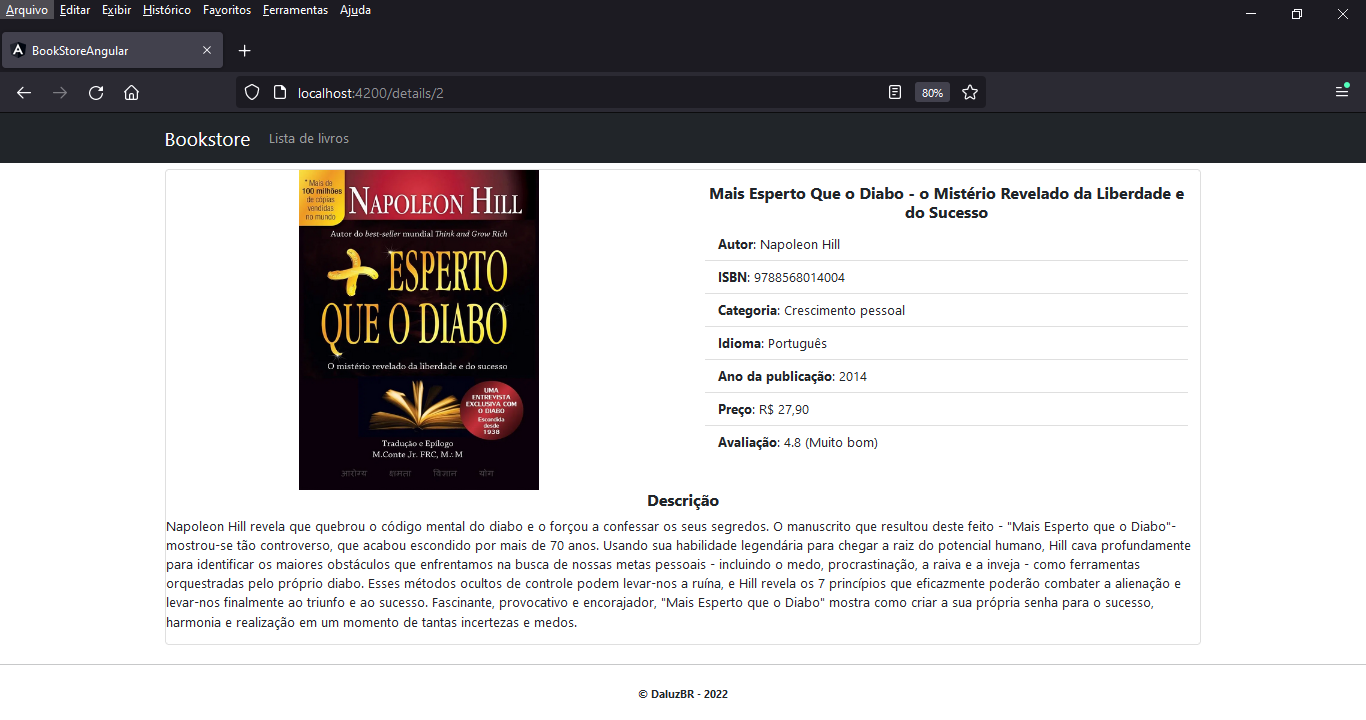 Arquivo Editar Exibir Histórico Favoritos Ferramentas Ajuda
BookStoreAngular
localhost:4200/details/2
80%
Bookstore Lista de livros
* Mais de
100 milhões
de cópias
vendidas
no mundo
NAPOLEON HILL
Autor do best-seller mundial Think and Grow Rich
+ ESPERTO
QUE O DIABO
O mistério revelado da liberdade e do sucesso
UMA
ENTREVISTA
EXCLUSIVA COM
O DIABO
Escondida
desde
1938
Tradução e Epílogo
M.Conte Jr. FRC, M∴M
आरोग्य क्षमता विज्ञान योग
Mais Esperto Que o Diabo - o Mistério Revelado da Liberdade e
do Sucesso
Autor: Napoleon Hill
ISBN: 9788568014004
Categoria: Crescimento pessoal
Idioma: Português
Ano da publicação: 2014
Preço: R$ 27,90
Avaliação: 4.8 (Muito bom)
Descrição
Napoleon Hill revela que quebrou o código mental do diabo e o forçou a confessar os seus segredos. O manuscrito que resultou deste feito - "Mais Esperto que o Diabo"-
mostrou-se tão controverso, que acabou escondido por mais de 70 anos. Usando sua habilidade legendária para chegar a raiz do potencial humano, Hill cava profundamente
para identificar os maiores obstáculos que enfrentamos na busca de nossas metas pessoais - incluindo o medo, procrastinação, a raiva e a inveja - como ferramentas
orquestradas pelo próprio diabo. Esses métodos ocultos de controle podem levar-nos a ruína, e Hill revela os 7 princípios que eficazmente poderão combater a alienação e
levar-nos finalmente ao triunfo e ao sucesso. Fascinante, provocativo e encorajador, "Mais Esperto que o Diabo" mostra como criar a sua própria senha para o sucesso,
harmonia e realização em um momento de tantas incertezas e medos.
© DaluzBR - 2022